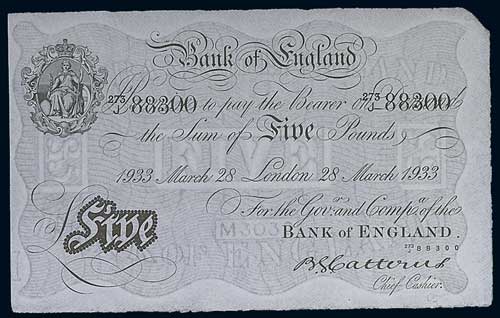 Bank of England
273/J 88300 to pay the Bearer on 273/J 88300
the Sum of Five Pounds
1933 March 28 London 28 March 1933
For the Gov.r and Comp.a of the
BANK of ENGLAND.
273/J 88300
Five
B.G. Catterns
Chief Cashier.